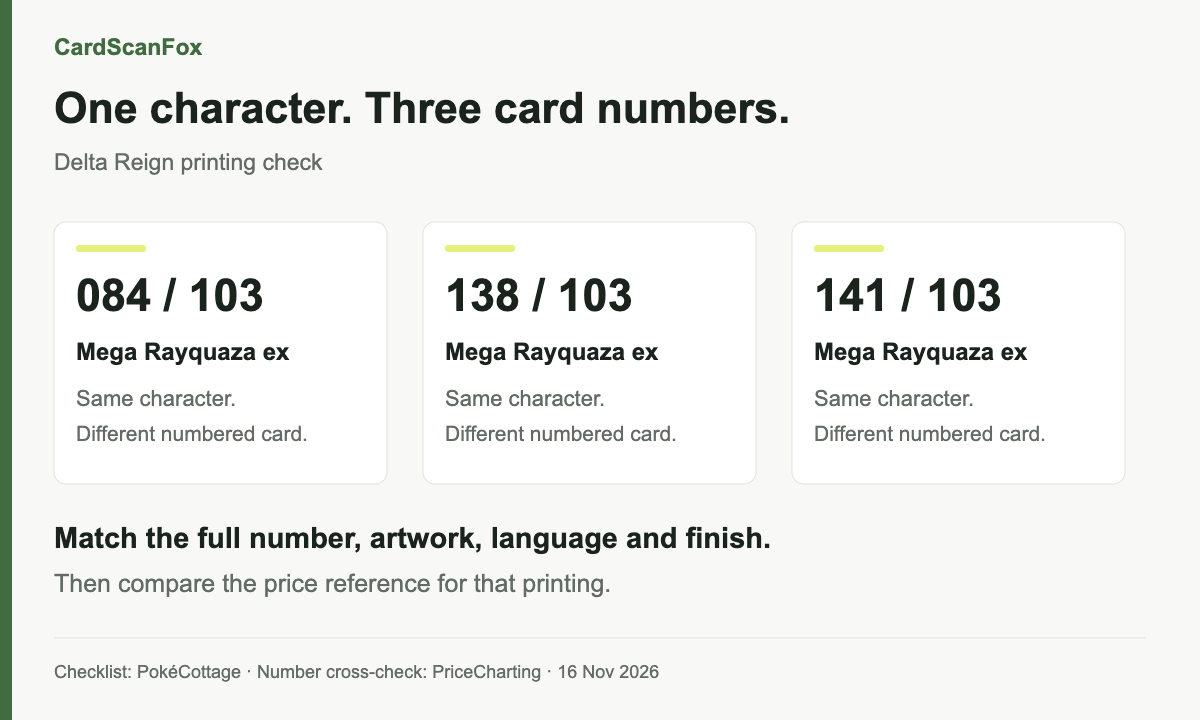 CardScanFox
One character. Three card numbers.
Delta Reign printing check
084 / 103
Mega Rayquaza ex
Same character.
Different numbered card.
138 / 103
Mega Rayquaza ex
Same character.
Different numbered card.
141 / 103
Mega Rayquaza ex
Same character.
Different numbered card.
Match the full number, artwork, language and finish.
Then compare the price reference for that printing.
Checklist: PokéCottage · Number cross-check: PriceCharting · 16 Nov 2026